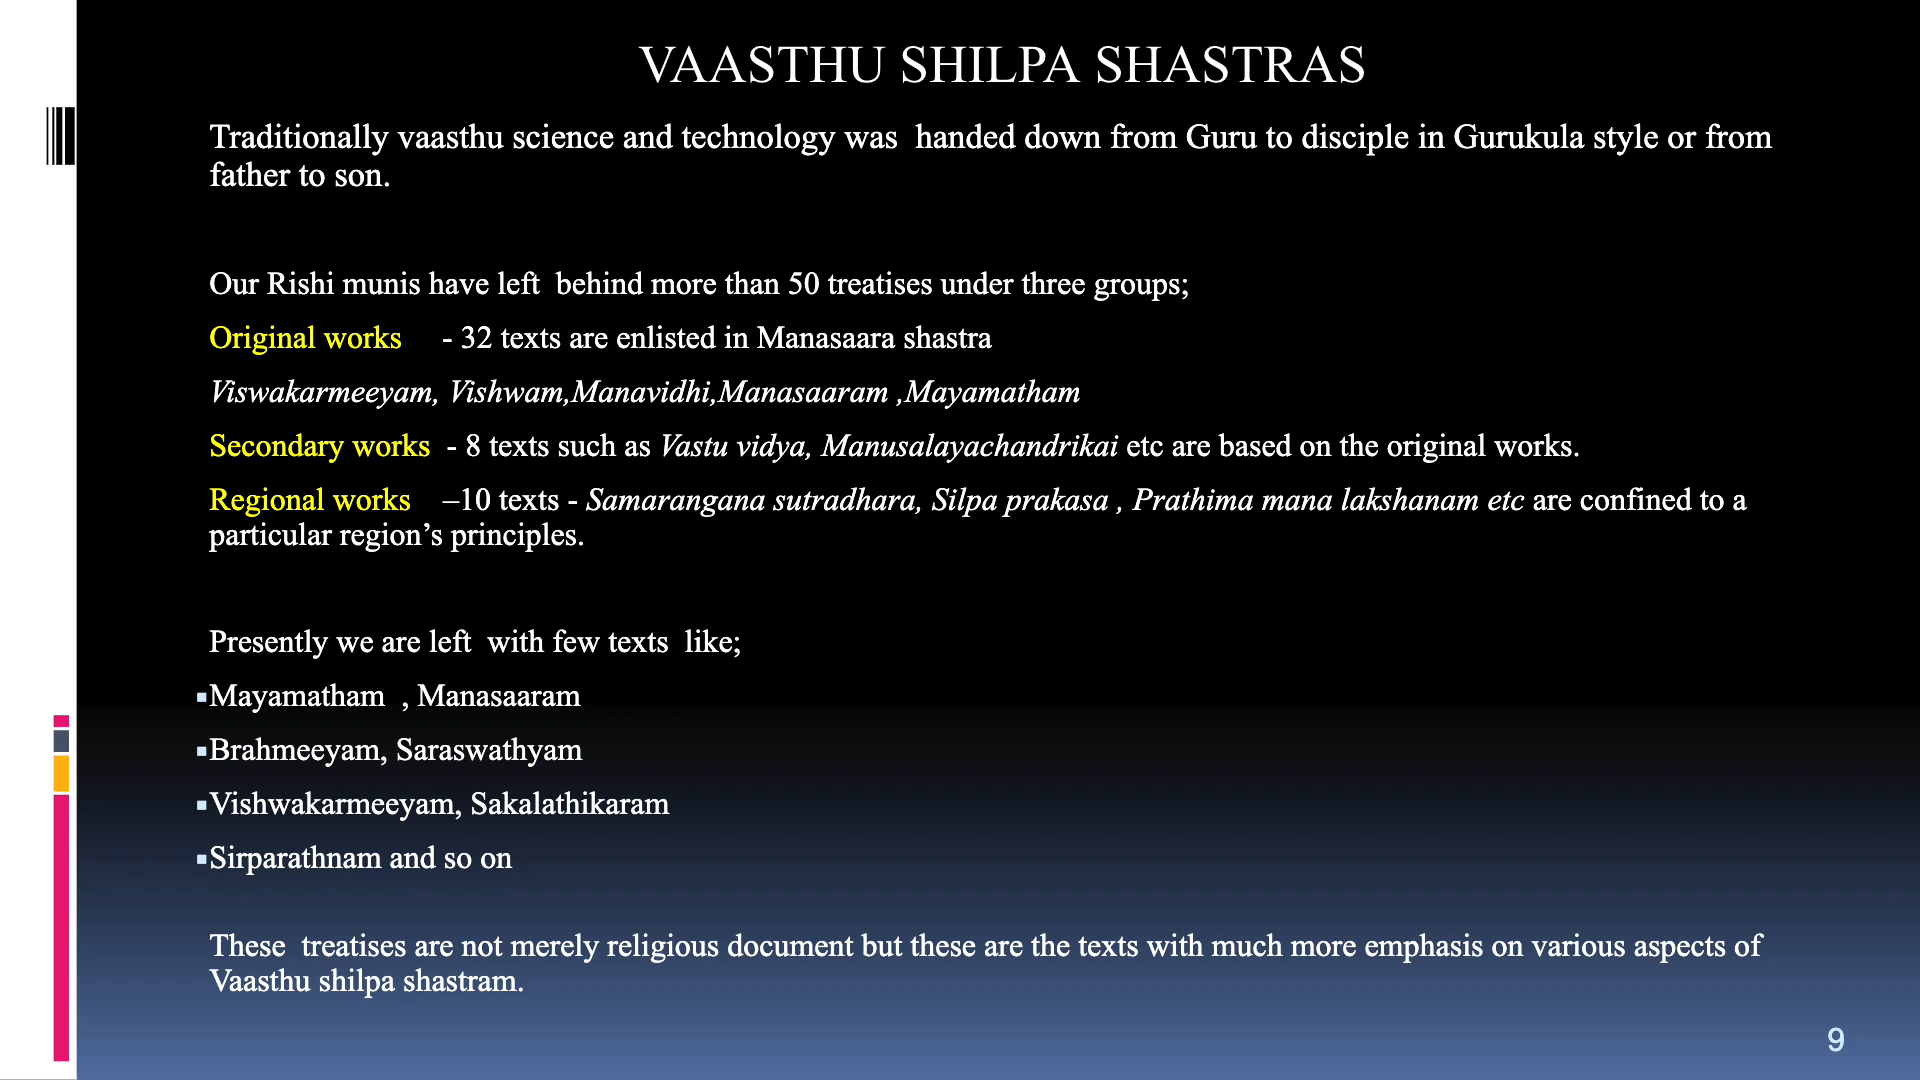 VAASTHU SHILPA SHASTRAS
Traditionally vaasthu science and technology was  handed down from Guru to disciple in Gurukula style or from
father to son.
Our Rishi munis have left  behind more than 50 treatises under three groups;
Original works     - 32 texts are enlisted in Manasaara shastra
Viswakarmeeyam, Vishwam,Manavidhi,Manasaaram ,Mayamatham
Secondary works  - 8 texts such as Vastu vidya, Manusalayachandrikai etc are based on the original works.
Regional works    –10 texts - Samarangana sutradhara, Silpa prakasa , Prathima mana lakshanam etc are confined to a
particular region’s principles.
Presently we are left  with few texts  like;
▪Mayamatham  , Manasaaram
▪Brahmeeyam, Saraswathyam
▪Vishwakarmeeyam, Sakalathikaram
▪Sirparathnam and so on
These  treatises are not merely religious document but these are the texts with much more emphasis on various aspects of
Vaasthu shilpa shastram.
9